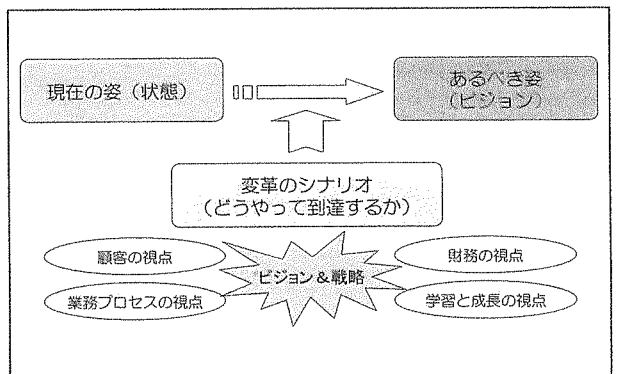 現在の姿（状態）
あるべき姿
（ビジョン）
変革のシナリオ
（どうやって到達するか）
顧客の視点
財務の視点
ビジョン＆戦略
業務プロセスの視点
学習と成長の視点